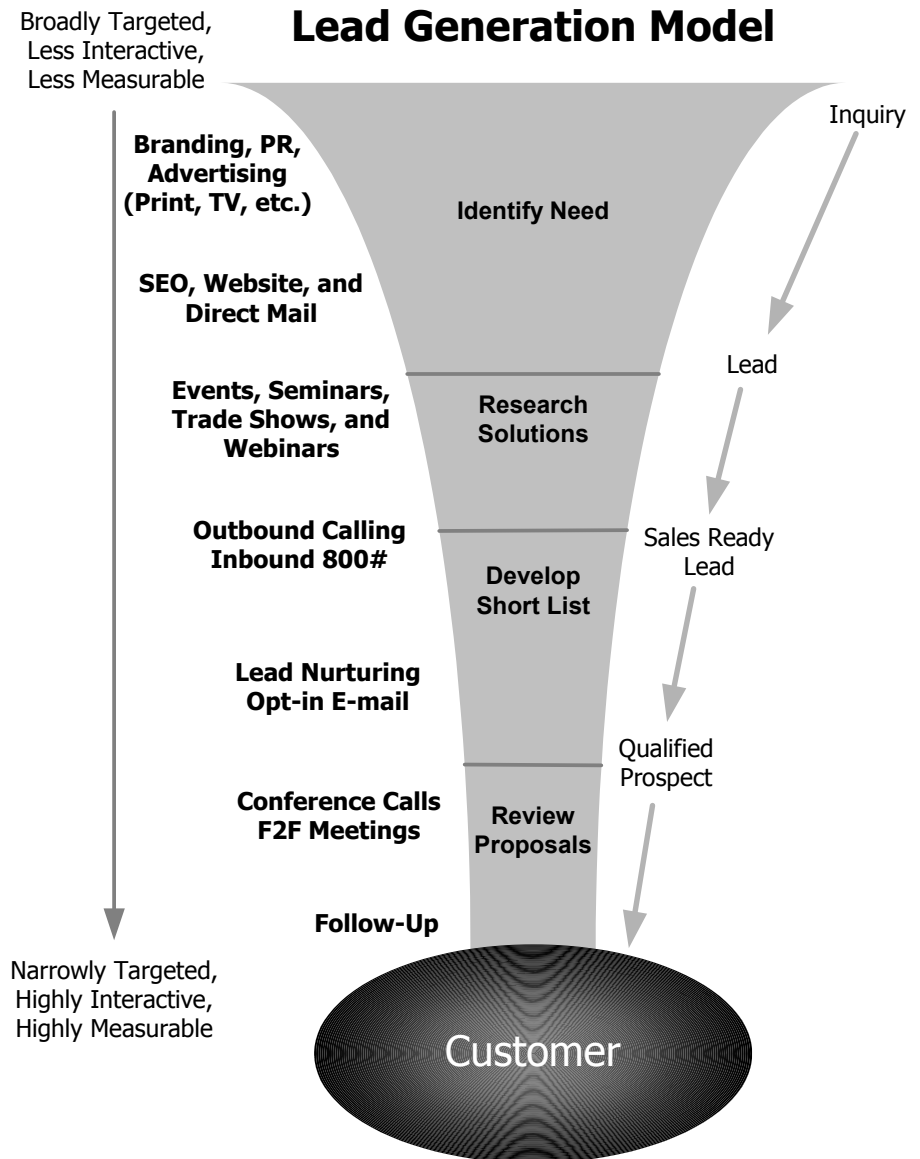 Lead Generation Model
Broadly Targeted,
Less Interactive,
Less Measurable
Inquiry
Branding, PR,
Advertising
(Print, TV, etc.)
Identify Need
SEO, Website, and
Direct Mail
Lead
Events, Seminars,
Trade Shows, and
Webinars
Research
Solutions
Outbound Calling
Inbound 800#
Sales Ready
Lead
Develop
Short List
Lead Nurturing
Opt-in E-mail
Qualified
Prospect
Conference Calls
F2F Meetings
Review
Proposals
Follow-Up
Narrowly Targeted,
Highly Interactive,
Highly Measurable
Customer